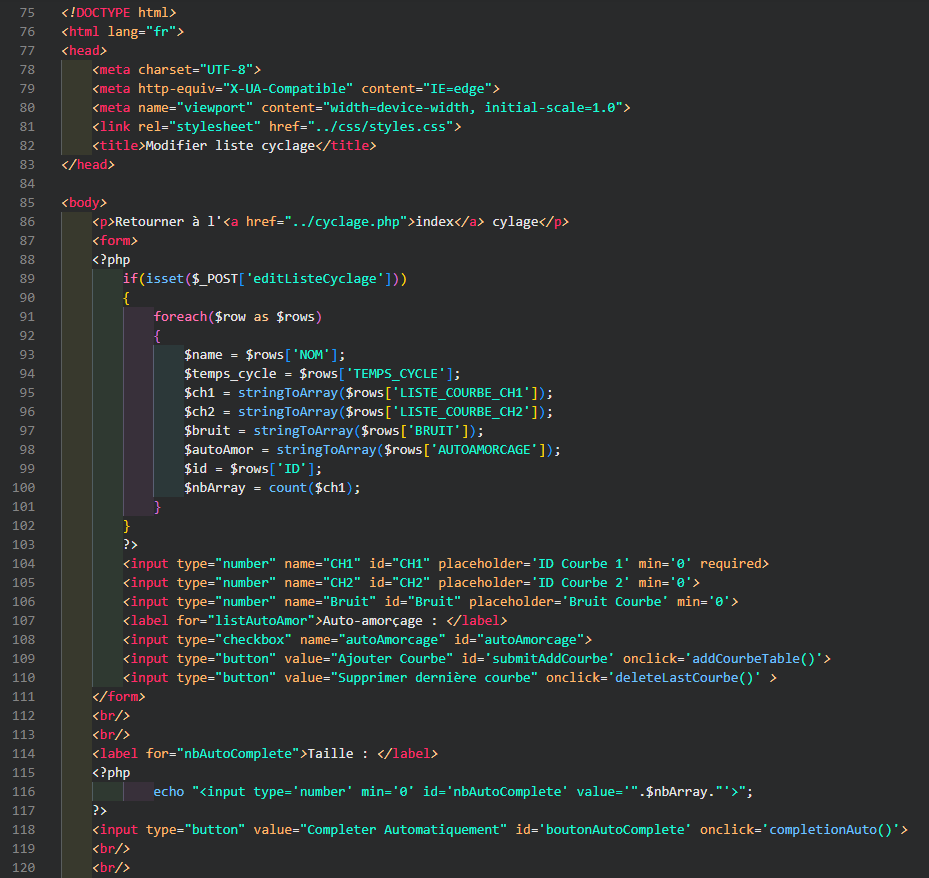 75 <!DOCTYPE html>
76 <html lang="fr">
77 <head>
78     <meta charset="UTF-8">
79     <meta http-equiv="X-UA-Compatible" content="IE=edge">
80     <meta name="viewport" content="width=device-width, initial-scale=1.0">
81     <link rel="stylesheet" href="../css/styles.css">
82     <title>Modifier liste cyclage</title>
83 </head>
84
85 <body>
86     <p>Retourner à l'<a href="../cyclage.php">index</a> cylage</p>
87     <form>
88     <?php
89         if(isset($_POST['editListeCyclage']))
90         {
91             foreach($row as $rows)
92             {
93                 $name = $rows['NOM'];
94                 $temps_cycle = $rows['TEMPS_CYCLE'];
95                 $ch1 = stringToArray($rows['LISTE_COURBE_CH1']);
96                 $ch2 = stringToArray($rows['LISTE_COURBE_CH2']);
97                 $bruit = stringToArray($rows['BRUIT']);
98                 $autoAmor = stringToArray($rows['AUTOAMORCAGE']);
99                 $id = $rows['ID'];
100                 $nbArray = count($ch1);
101             }
102         }
103         ?>
104         <input type="number" name="CH1" id="CH1" placeholder='ID Courbe 1' min='0' required>
105         <input type="number" name="CH2" id="CH2" placeholder='ID Courbe 2' min='0'>
106         <input type="number" name="Bruit" id="Bruit" placeholder='Bruit Courbe' min='0'>
107         <label for="listAutoAmor">Auto-amorçage : </label>
108         <input type="checkbox" name="autoAmorcage" id="autoAmorcage">
109         <input type="button" value="Ajouter Courbe" id='submitAddCourbe' onclick='addCourbeTable()'>
110         <input type="button" value="Supprimer dernière courbe" onclick='deleteLastCourbe()' >
111     </form>
112     <br/>
113     <br/>
114     <label for="nbAutoComplete">Taille : </label>
115     <?php
116             echo "<input type='number' min='0' id='nbAutoComplete' value='".$nbArray."'>";
117     ?>
118     <input type="button" value="Completer Automatiquement" id='boutonAutoComplete' onclick='completionAuto()'>
119     <br/>
120     <br/>